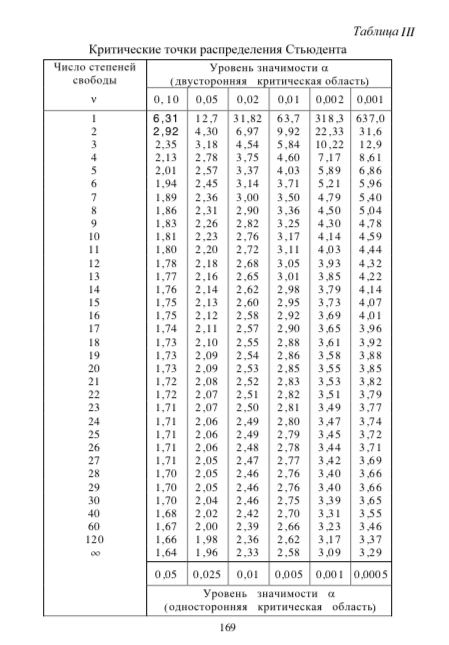 Таблица III
Критические точки распределения Стьюдента
Число степеней свободы
Уровень значимости α
(двусторонняя критическая область)
ν 0,10 0,05 0,02 0,01 0,002 0,001
1 6,31 12,7 31,82 63,7 318,3 637,0
2 2,92 4,30 6,97 9,92 22,33 31,6
3 2,35 3,18 4,54 5,84 10,22 12,9
4 2,13 2,78 3,75 4,60 7,17 8,61
5 2,01 2,57 3,37 4,03 5,89 6,86
6 1,94 2,45 3,14 3,71 5,21 5,96
7 1,89 2,36 3,00 3,50 4,79 5,40
8 1,86 2,31 2,90 3,36 4,50 5,04
9 1,83 2,26 2,82 3,25 4,30 4,78
10 1,81 2,23 2,76 3,17 4,14 4,59
11 1,80 2,20 2,72 3,11 4,03 4,44
12 1,78 2,18 2,68 3,05 3,93 4,32
13 1,77 2,16 2,65 3,01 3,85 4,22
14 1,76 2,14 2,62 2,98 3,79 4,14
15 1,75 2,13 2,60 2,95 3,73 4,07
16 1,75 2,12 2,58 2,92 3,69 4,01
17 1,74 2,11 2,57 2,90 3,65 3,96
18 1,73 2,10 2,55 2,88 3,61 3,92
19 1,73 2,09 2,54 2,86 3,58 3,88
20 1,73 2,09 2,53 2,85 3,55 3,85
21 1,72 2,08 2,52 2,83 3,53 3,82
22 1,72 2,07 2,51 2,82 3,51 3,79
23 1,71 2,07 2,50 2,81 3,49 3,77
24 1,71 2,06 2,49 2,80 3,47 3,74
25 1,71 2,06 2,49 2,79 3,45 3,72
26 1,71 2,06 2,48 2,78 3,44 3,71
27 1,71 2,05 2,47 2,77 3,42 3,69
28 1,70 2,05 2,46 2,76 3,40 3,66
29 1,70 2,05 2,46 2,76 3,40 3,66
30 1,70 2,04 2,46 2,75 3,39 3,65
40 1,68 2,02 2,42 2,70 3,31 3,55
60 1,67 2,00 2,39 2,66 3,23 3,46
120 1,66 1,98 2,36 2,62 3,17 3,37
∞ 1,64 1,96 2,33 2,58 3,09 3,29
0,05 0,025 0,01 0,005 0,001 0,0005
Уровень значимости α
(односторонняя критическая область)
169